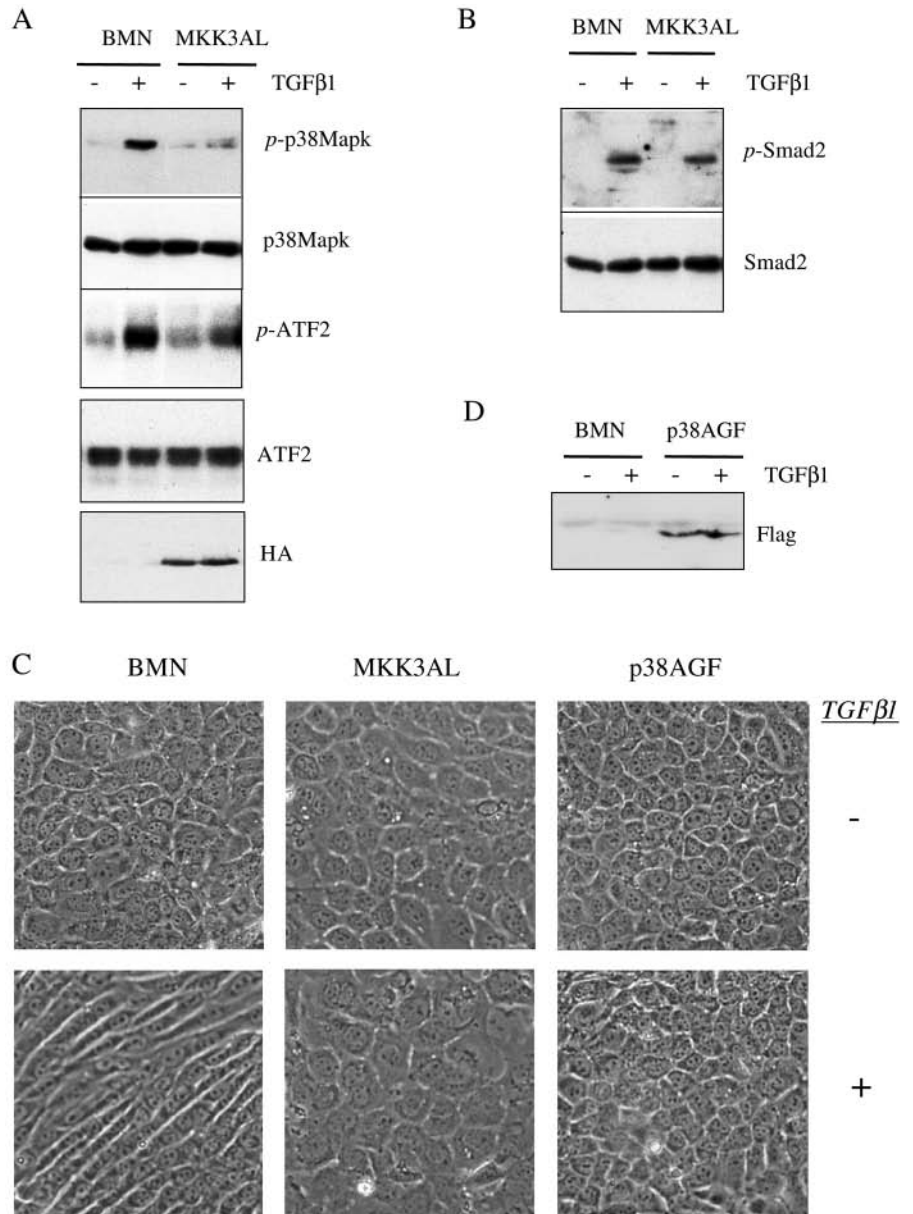 A
BMN MKK3AL
- + - + TGFβ1
p-p38Mapk
p38Mapk
p-ATF2
ATF2
HA
B
BMN MKK3AL
- + - + TGFβ1
p-Smad2
Smad2
D
BMN p38AGF
- + - + TGFβ1
Flag
C
BMN MKK3AL p38AGF
TGFβ1
-
+